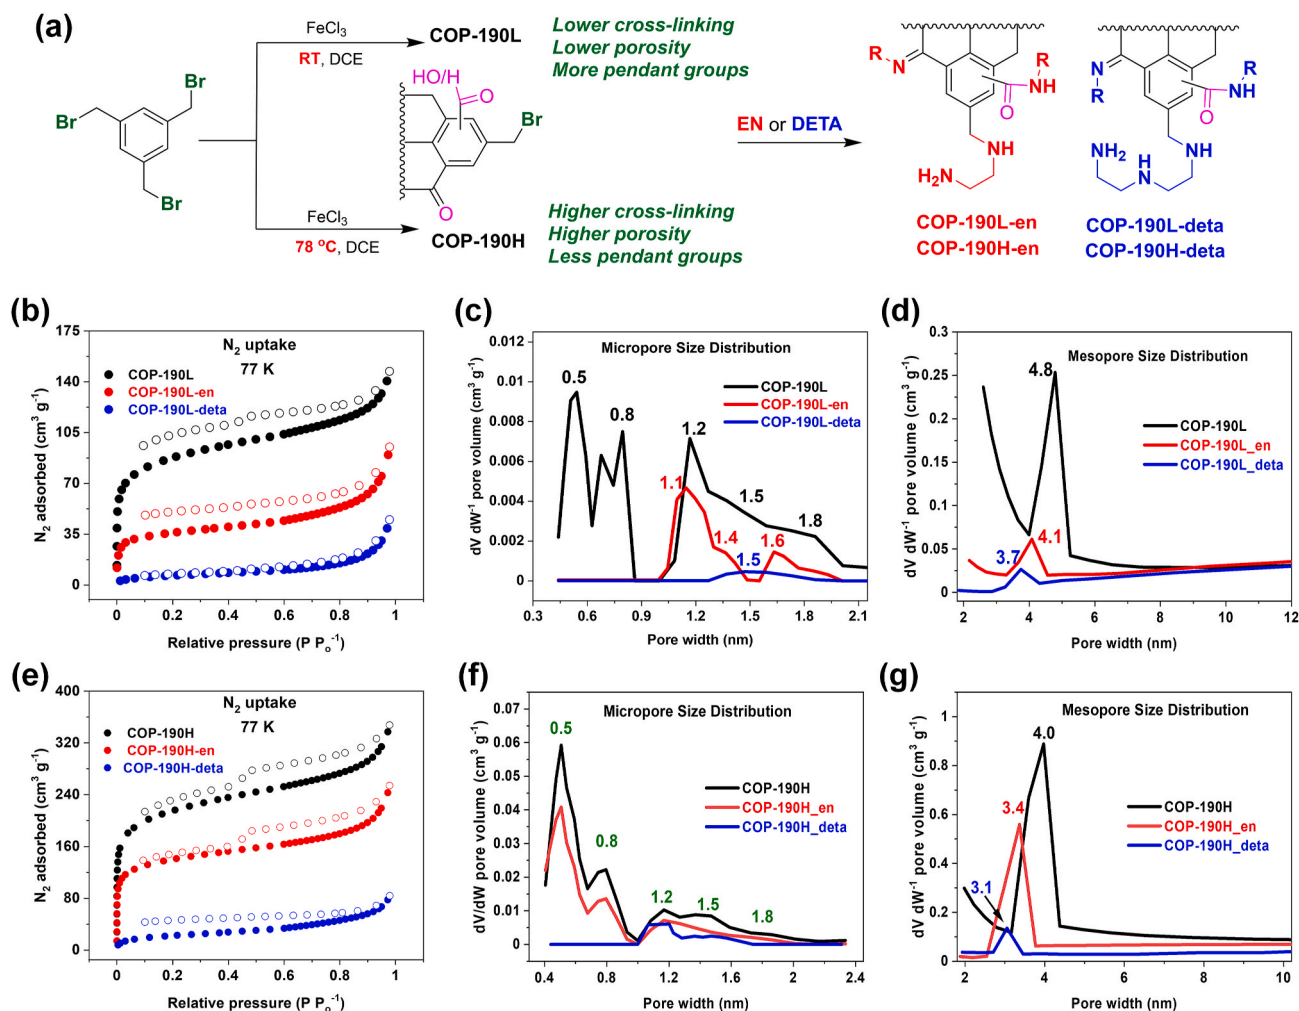 (a)
FeCl3
RT, DCE
COP-190L
Lower cross-linking
Lower porosity
More pendant groups
Br
Br
Br
HO/H
O
Br
O
FeCl3
78 °C, DCE
COP-190H
Higher cross-linking
Higher porosity
Less pendant groups
EN or DETA
R
N
R
NH
O
NH
H2N
COP-190L-en
COP-190H-en
N
R
R
NH
O
NH2
H
N
NH
COP-190L-deta
COP-190H-deta
(b)
N2 uptake
77 K
COP-190L
COP-190L-en
COP-190L-deta
N2 adsorbed (cm3 g-1)
175
140
105
70
35
0
0
0.2
0.4
0.6
0.8
1
Relative pressure (P Po-1)
(c)
Micropore Size Distribution
COP-190L
COP-190L-en
COP-190L-deta
0.5
0.8
1.2
1.5
1.8
1.1
1.4
1.6
1.5
dV dW-1 pore volume (cm3 g-1)
0.012
0.01
0.008
0.006
0.004
0.002
0
0.3
0.6
0.9
1.2
1.5
1.8
2.1
Pore width (nm)
(d)
Mesopore Size Distribution
4.8
COP-190L
COP-190L_en
COP-190L_deta
3.7
4.1
dV dW-1 pore volume (cm3 g-1)
0.3
0.25
0.2
0.15
0.1
0.05
0
2
4
6
8
10
12
Pore width (nm)
(e)
N2 uptake
77 K
COP-190H
COP-190H-en
COP-190H-deta
N2 adsorbed (cm3 g-1)
400
320
240
160
80
0
0
0.2
0.4
0.6
0.8
1
Relative pressure (P Po-1)
(f)
Micropore Size Distribution
0.5
0.8
1.2
1.5
1.8
COP-190H
COP-190H_en
COP-190H_deta
dV/dW pore volume (cm3 g-1)
0.07
0.06
0.05
0.04
0.03
0.02
0.01
0
0.4
0.8
1.2
1.6
2
2.4
Pore width (nm)
(g)
Mesopore Size Distribution
4.0
3.4
3.1
COP-190H
COP-190H_en
COP-190H_deta
dV dW-1 pore volume (cm3 g-1)
1
0.8
0.6
0.4
0.2
0
2
4
6
8
10
Pore width (nm)